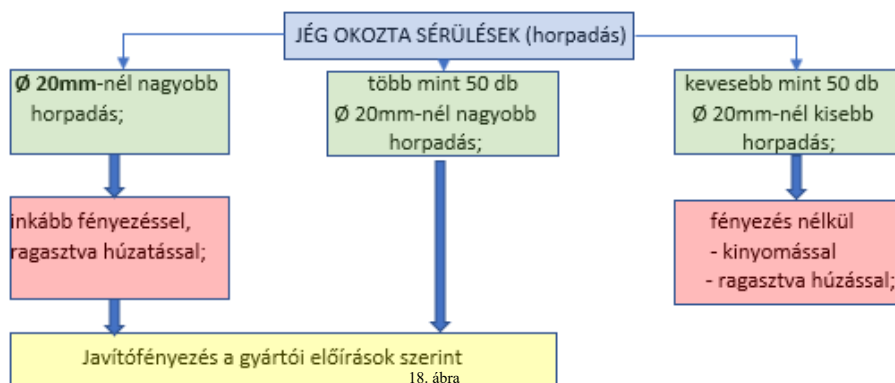 JÉG OKOZTA SÉRÜLÉSEK (horpadás)
Ø 20mm-nél nagyobb
horpadás;
több mint 50 db
Ø 20mm-nél nagyobb
horpadás;
kevesebb mint 50 db
Ø 20mm-nél kisebb
horpadás;
inkább fényezéssel,
ragasztva húzatással;
fényezés nélkül
- kinyomással
- ragasztva húzással;
Javítófényezés a gyártói előírások szerint
18. ábra